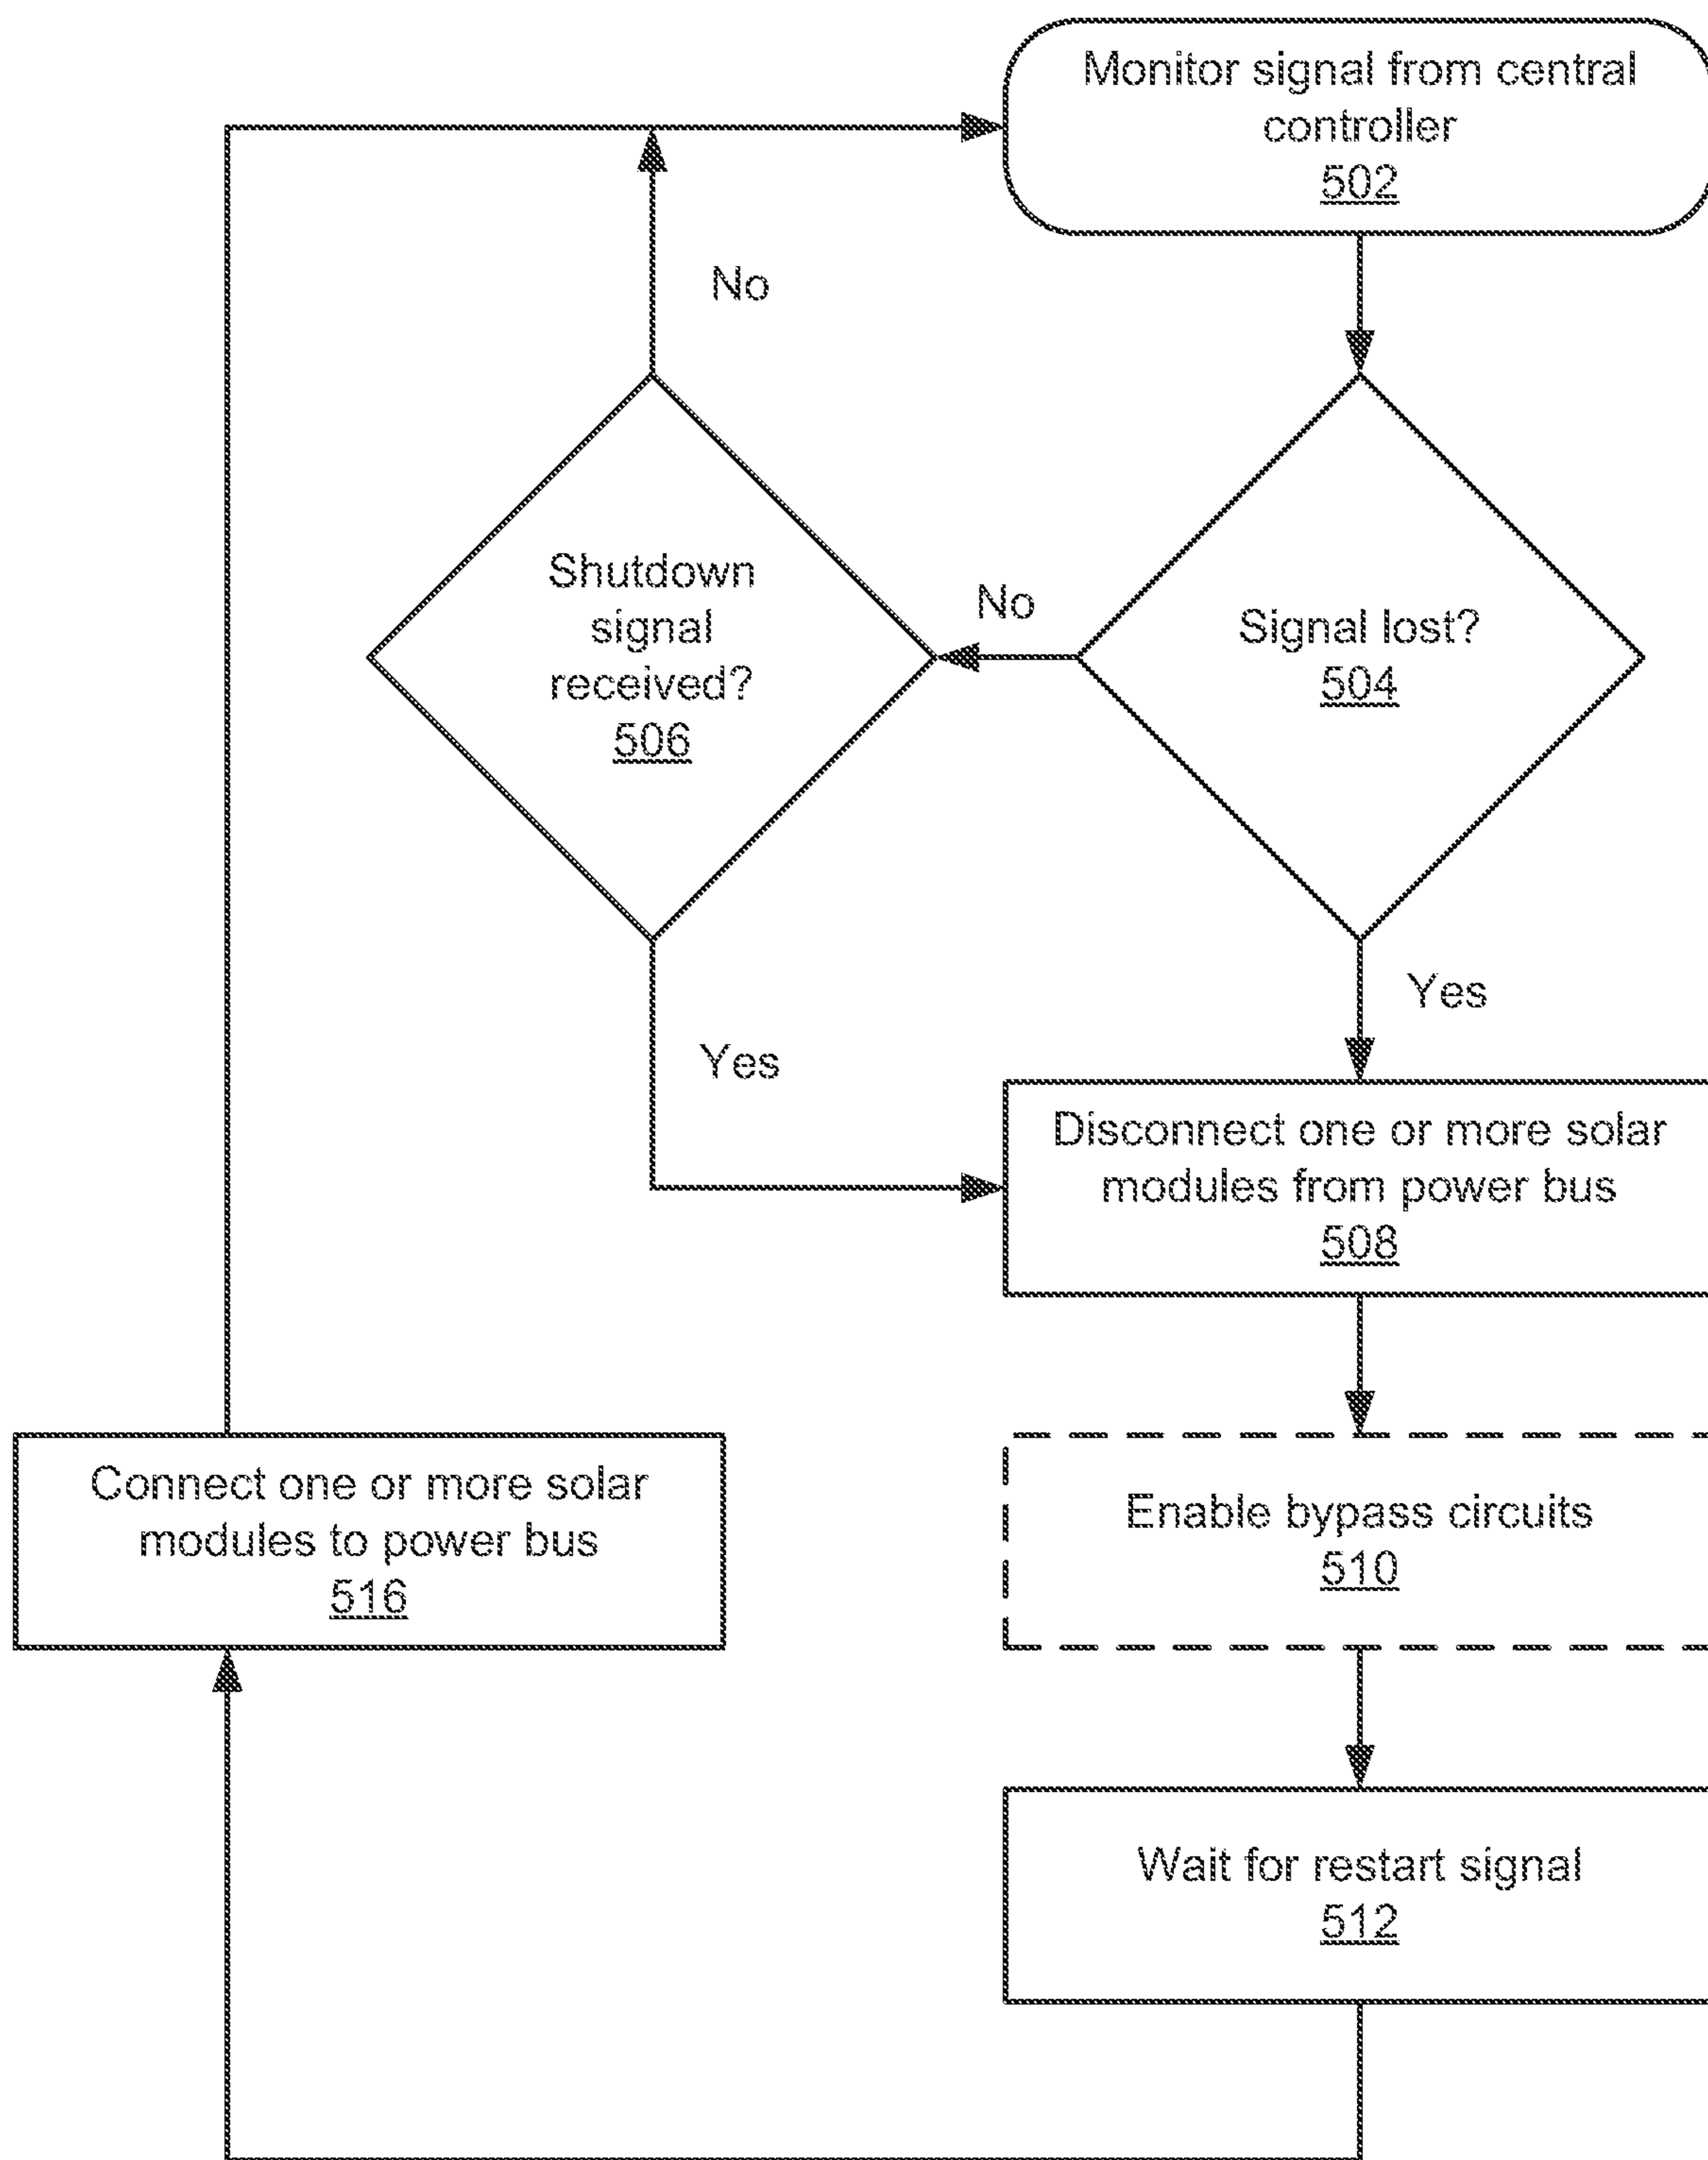 Monitor signal from central
controller
502
No
Shutdown
signal
received?
506
No
Signal lost?
504
Yes
Yes
Disconnect one or more solar
modules from power bus
508
Connect one or more solar
modules to power bus
516
Enable bypass circuits
510
Wait for restart signal
512